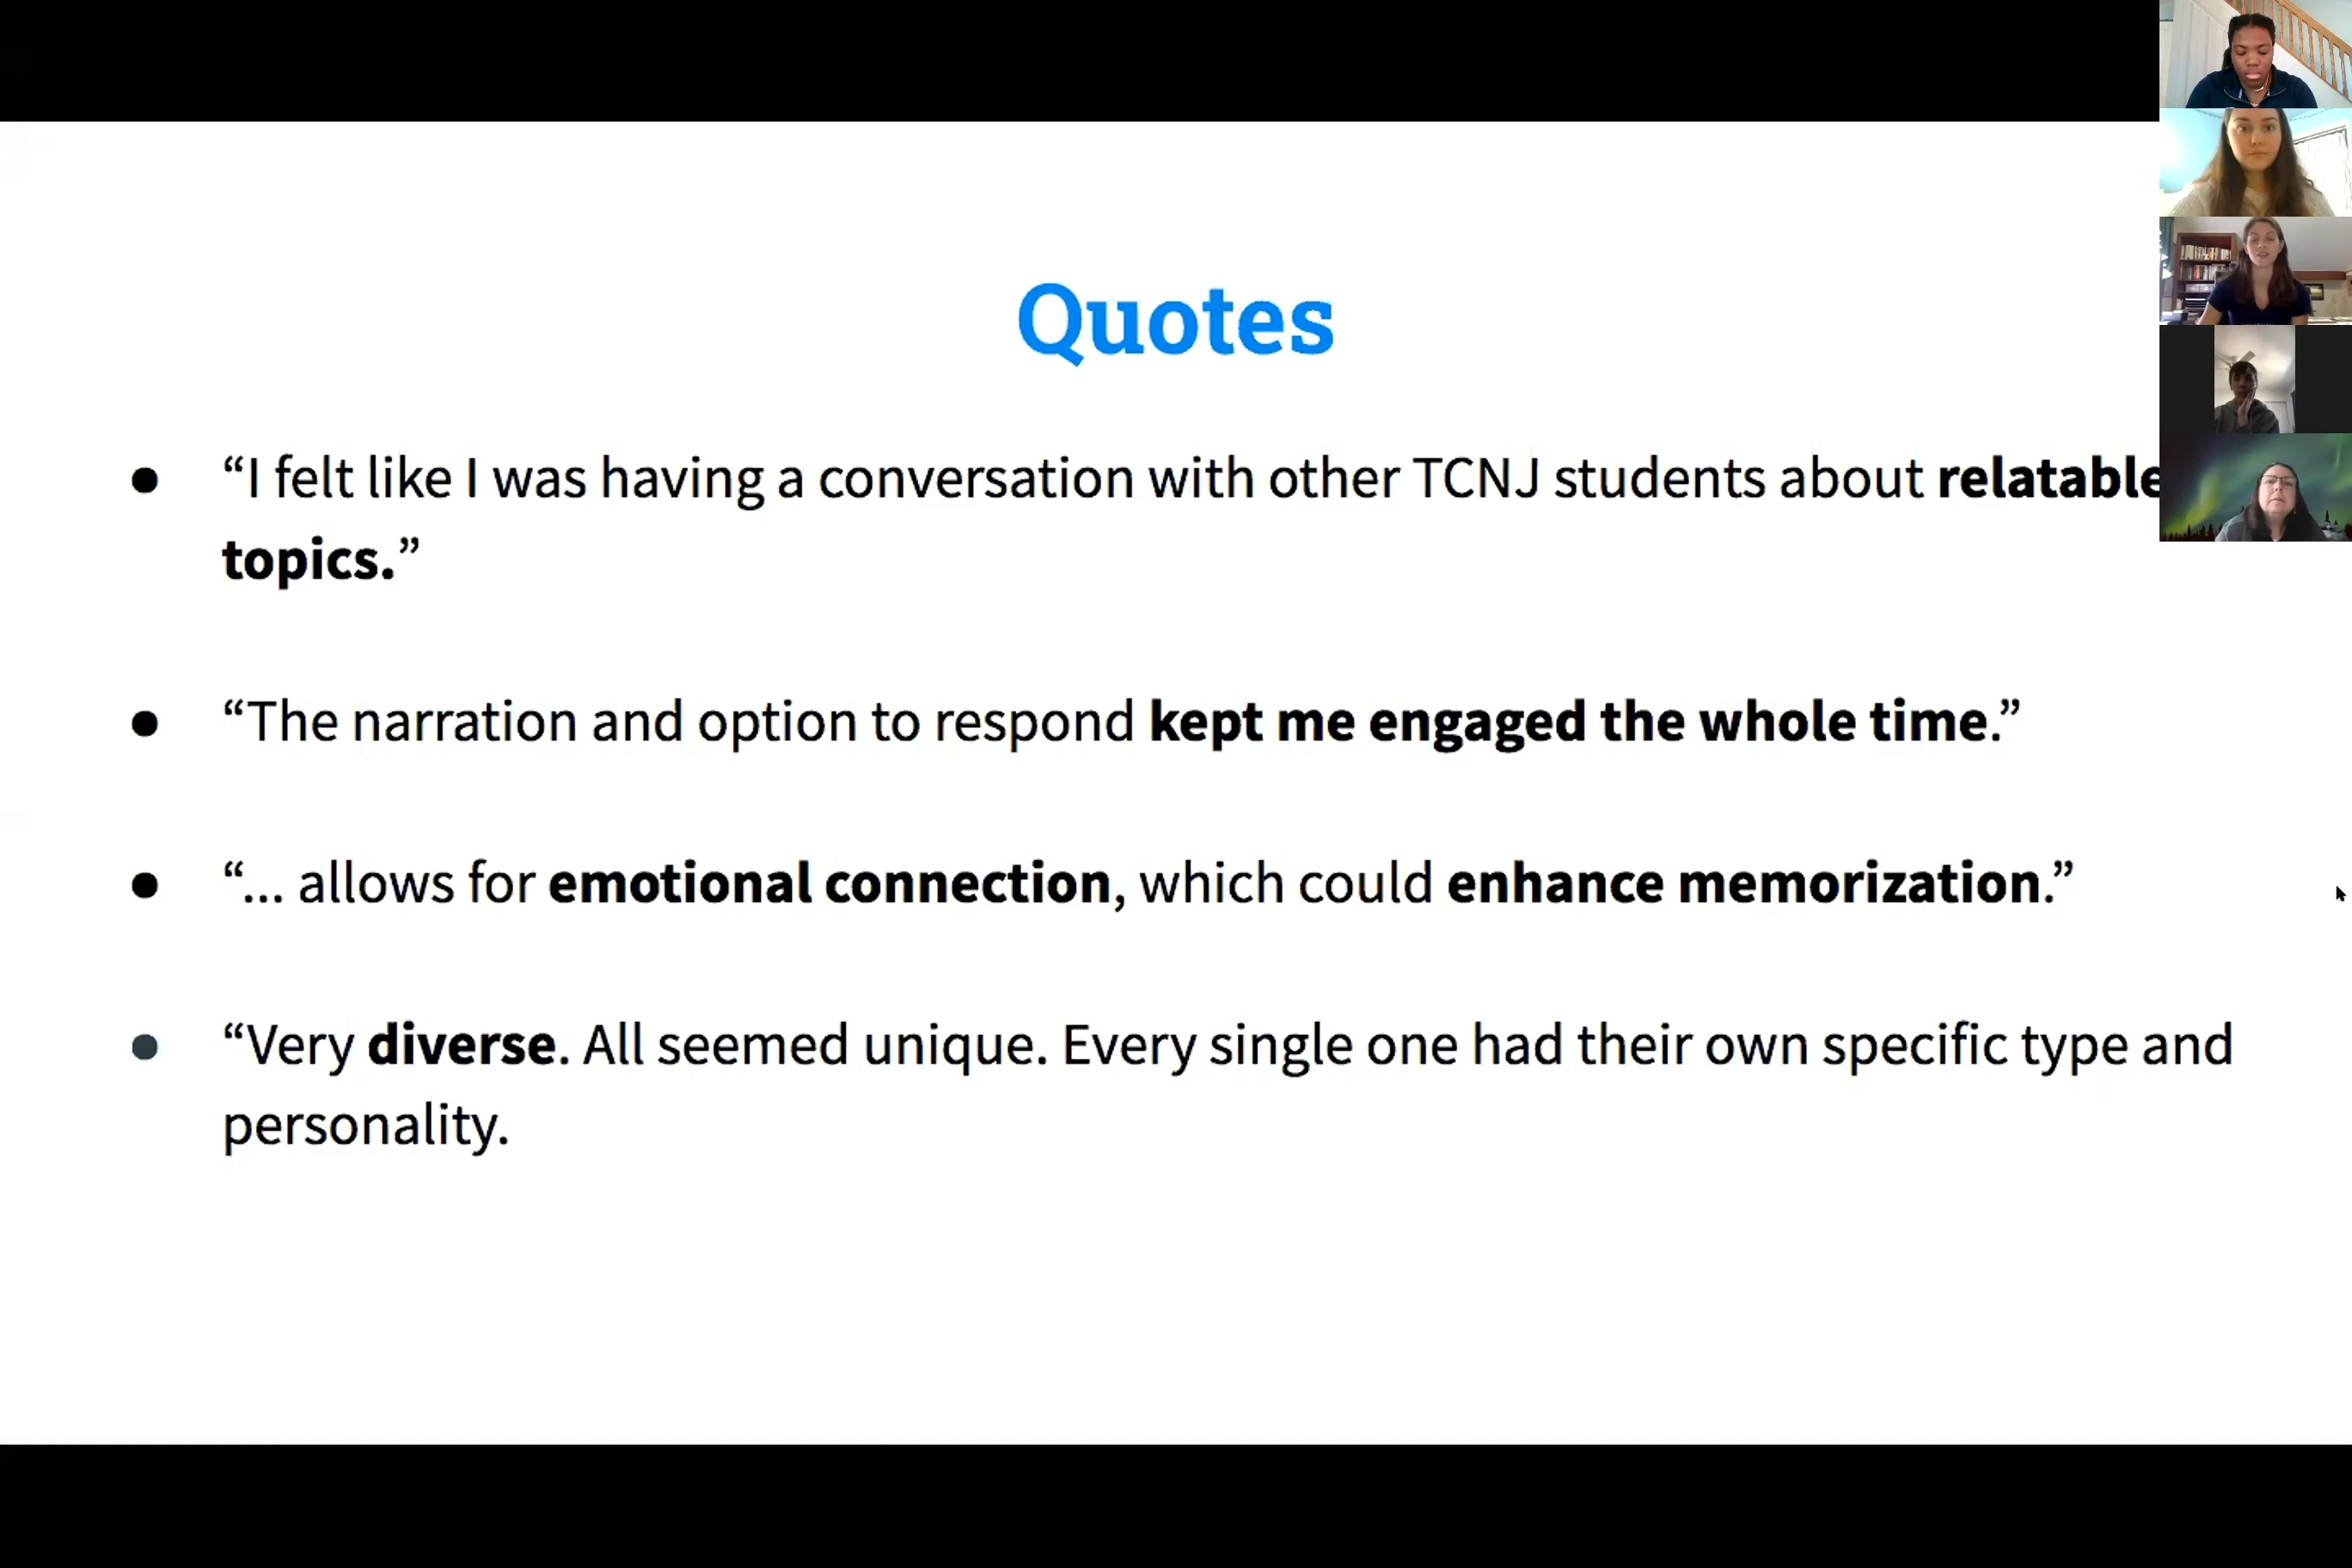 Quotes
● “I felt like I was having a conversation with other TCNJ students about relatable
topics.”
● “The narration and option to respond kept me engaged the whole time.”
● “... allows for emotional connection, which could enhance memorization.”
● “Very diverse. All seemed unique. Every single one had their own specific type and
personality.